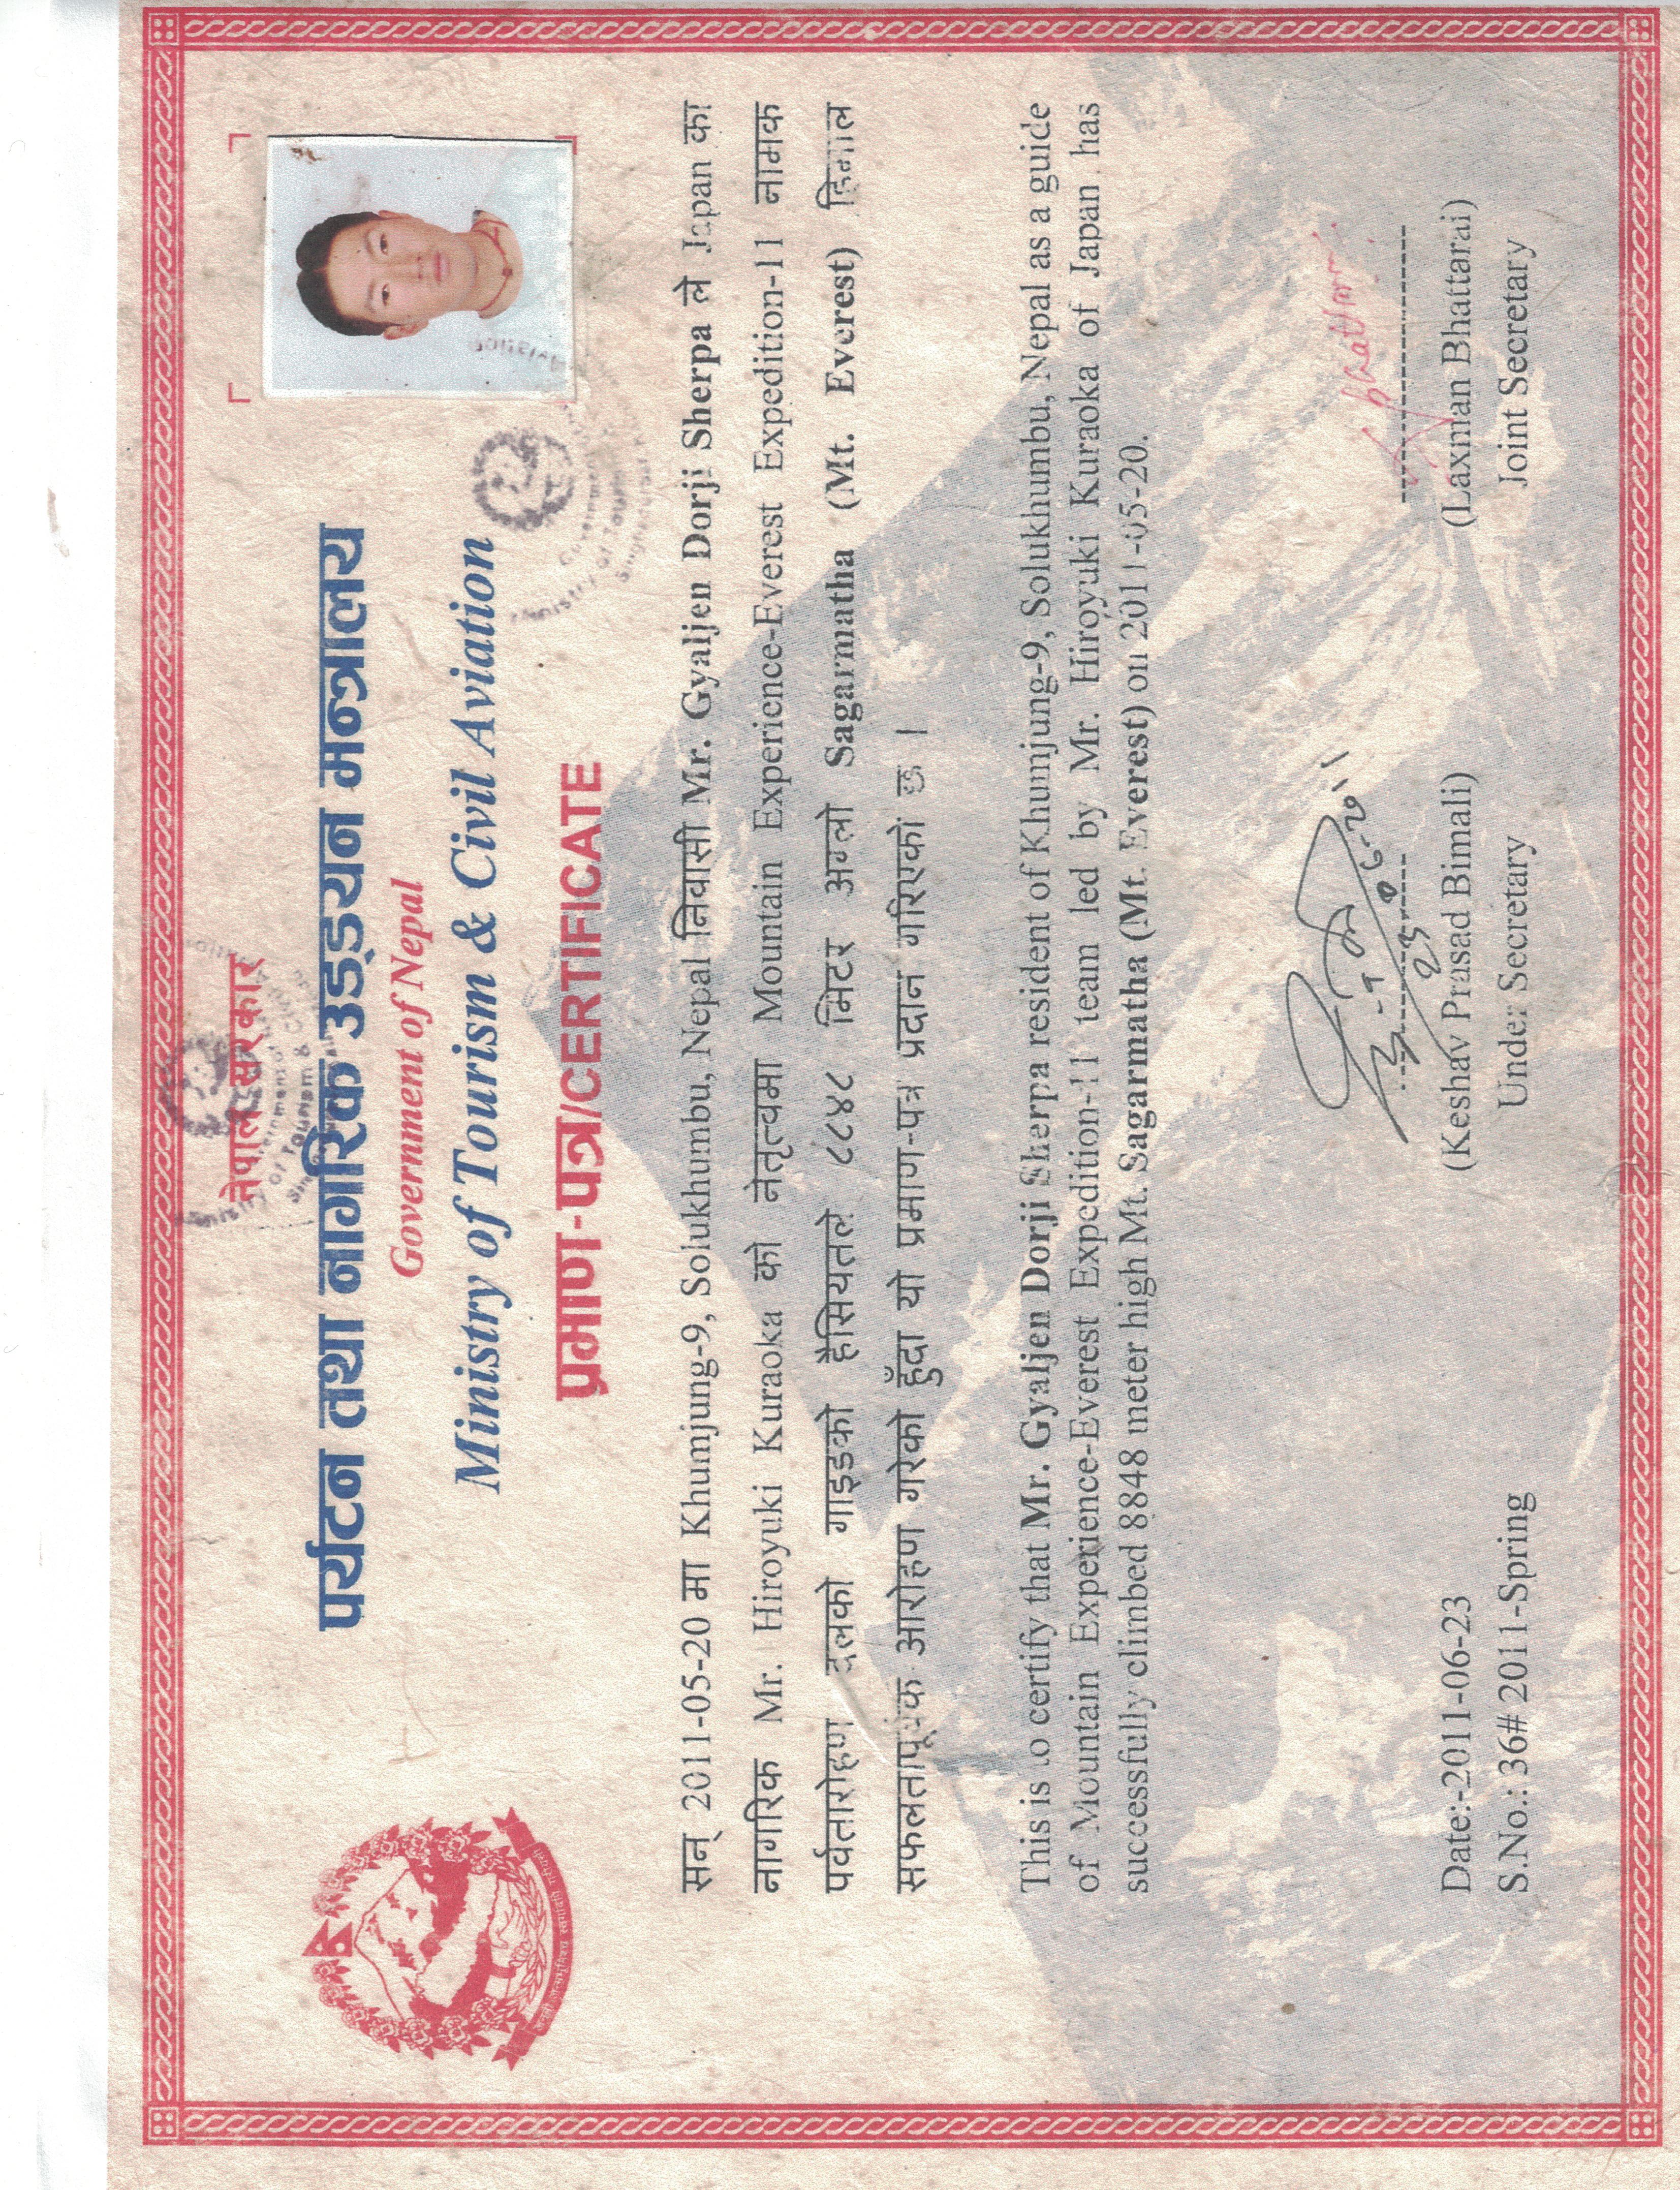 नेपाल सरकार
पर्यटन तथा नागरिक उड्डयन मन्त्रालय
Government of Nepal
Ministry of Tourism & Civil Aviation
प्रमाण-पत्र/CERTIFICATE
सन् 2011-05-20 मा Khumjung-9, Solukhumbu, Nepal निवासी Mr. Gyaljen Dorji Sherpa ले Japan का
नागरिक Mr. Hiroyuki Kuraoka को नेतृत्वमा Mountain Experience-Everest Expedition-11 नामक
पर्वतारोहण दलको गाइडको हैसियतले ८८४८ मिटर अग्लो Sagarmatha (Mt. Everest) हिमाल
सफलतापूर्वक आरोहण गरेको हुँदा यो प्रमाण-पत्र प्रदान गरिएको छ ।
This is to certify that Mr. Gyaljen Dorji Sherpa resident of Khumjung-9, Solukhumbu, Nepal as a guide
of Mountain Experience-Everest Expedition-11 team led by Mr. Hiroyuki Kuraoka of Japan has
successfully climbed 8848 meter high Mt. Sagarmatha (Mt. Everest) on 2011-05-20.
Date:-2011-06-23
S.No.: 36# 2011-Spring
(Keshav Prasad Bimali)
Under Secretary
(Laxman Bhattarai)
Joint Secretary